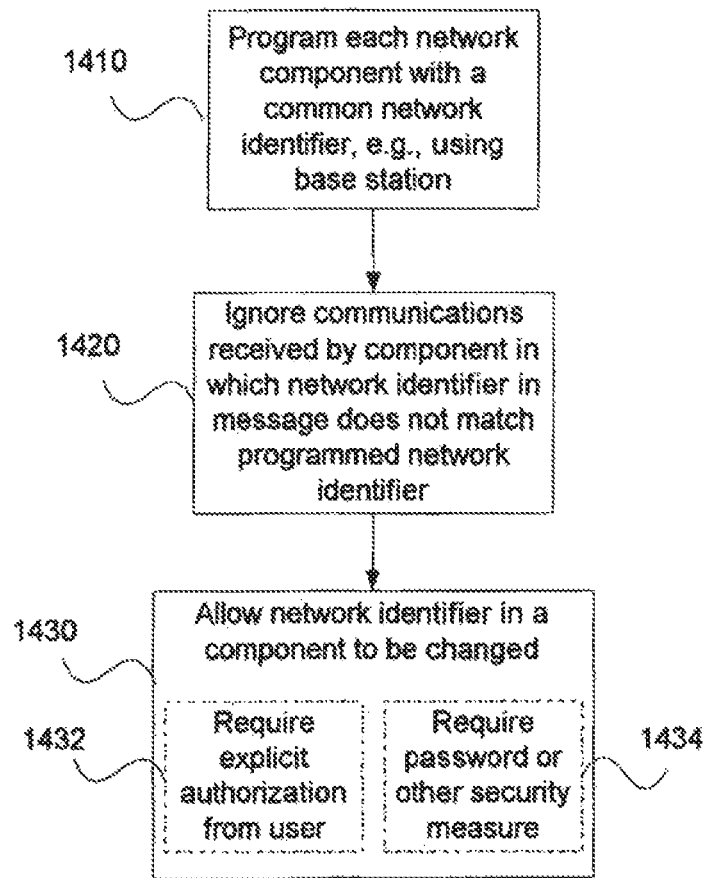 1410
Program each network
component with a
common network
identifier, e.g., using
base station
1420
Ignore communications
received by component in
which network identifier in
message does not match
programmed network
identifier
1430
Allow network identifier in a
component to be changed
1432
Require
explicit
authorization
from user
Require
password or
other security
measure
1434